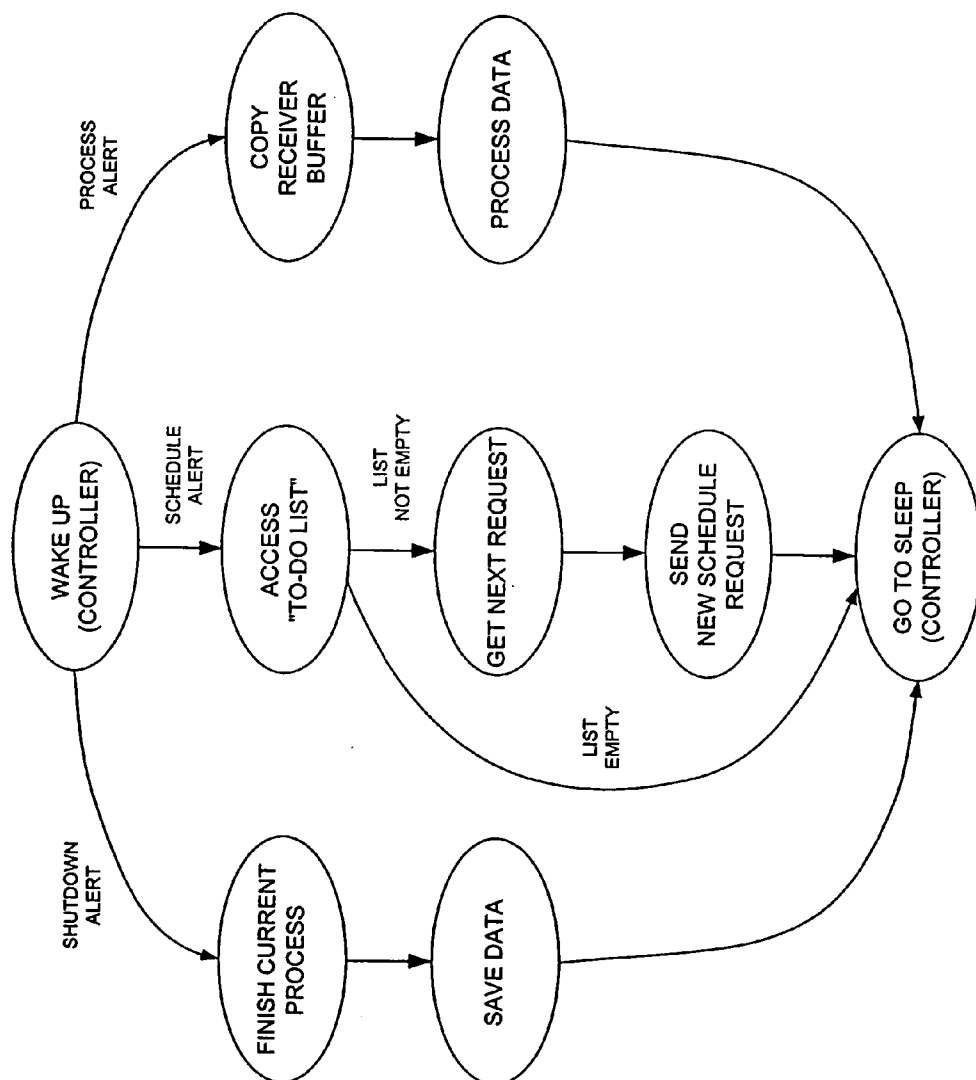 WAKE UP
(CONTROLLER)
SHUTDOWN
ALERT
SCHEDULE
ALERT
PROCESS
ALERT
FINISH CURRENT
PROCESS
ACCESS
"TO-DO LIST"
COPY
RECEIVER
BUFFER
LIST
NOT EMPTY
SAVE DATA
GET NEXT REQUEST
PROCESS DATA
LIST
EMPTY
SEND
NEW SCHEDULE
REQUEST
GO TO SLEEP
(CONTROLLER)